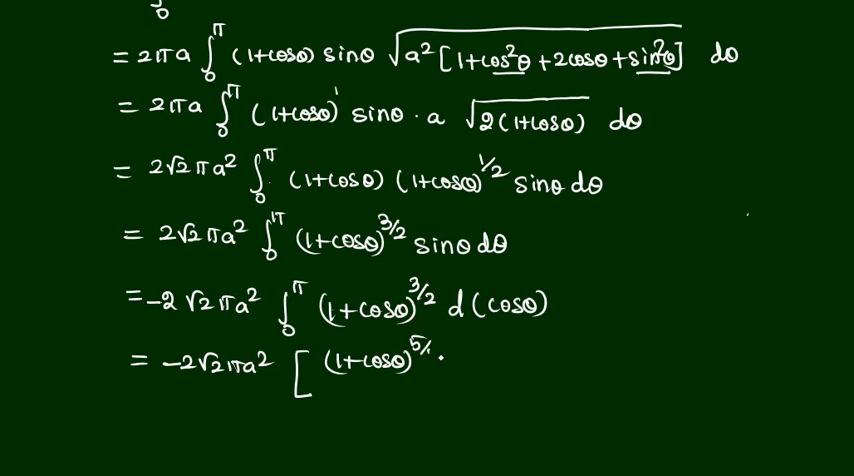 0
= 2πa ∫₀^π (1+cosθ) sinθ √(a² [1+cos²θ + 2cosθ + sin²θ]) dθ
= 2πa ∫₀^π (1+cosθ)¹ sinθ · a √(2(1+cosθ)) dθ
= 2√2 πa² ∫₀^π (1+cosθ) (1+cosθ)^1/2 sinθ dθ
= 2√2 πa² ∫₀^π (1+cosθ)^3/2 sinθ dθ
= -2√2 πa² ∫₀^π (1+cosθ)^3/2 d(cosθ)
= -2√2 πa² [ (1+cosθ)^5/